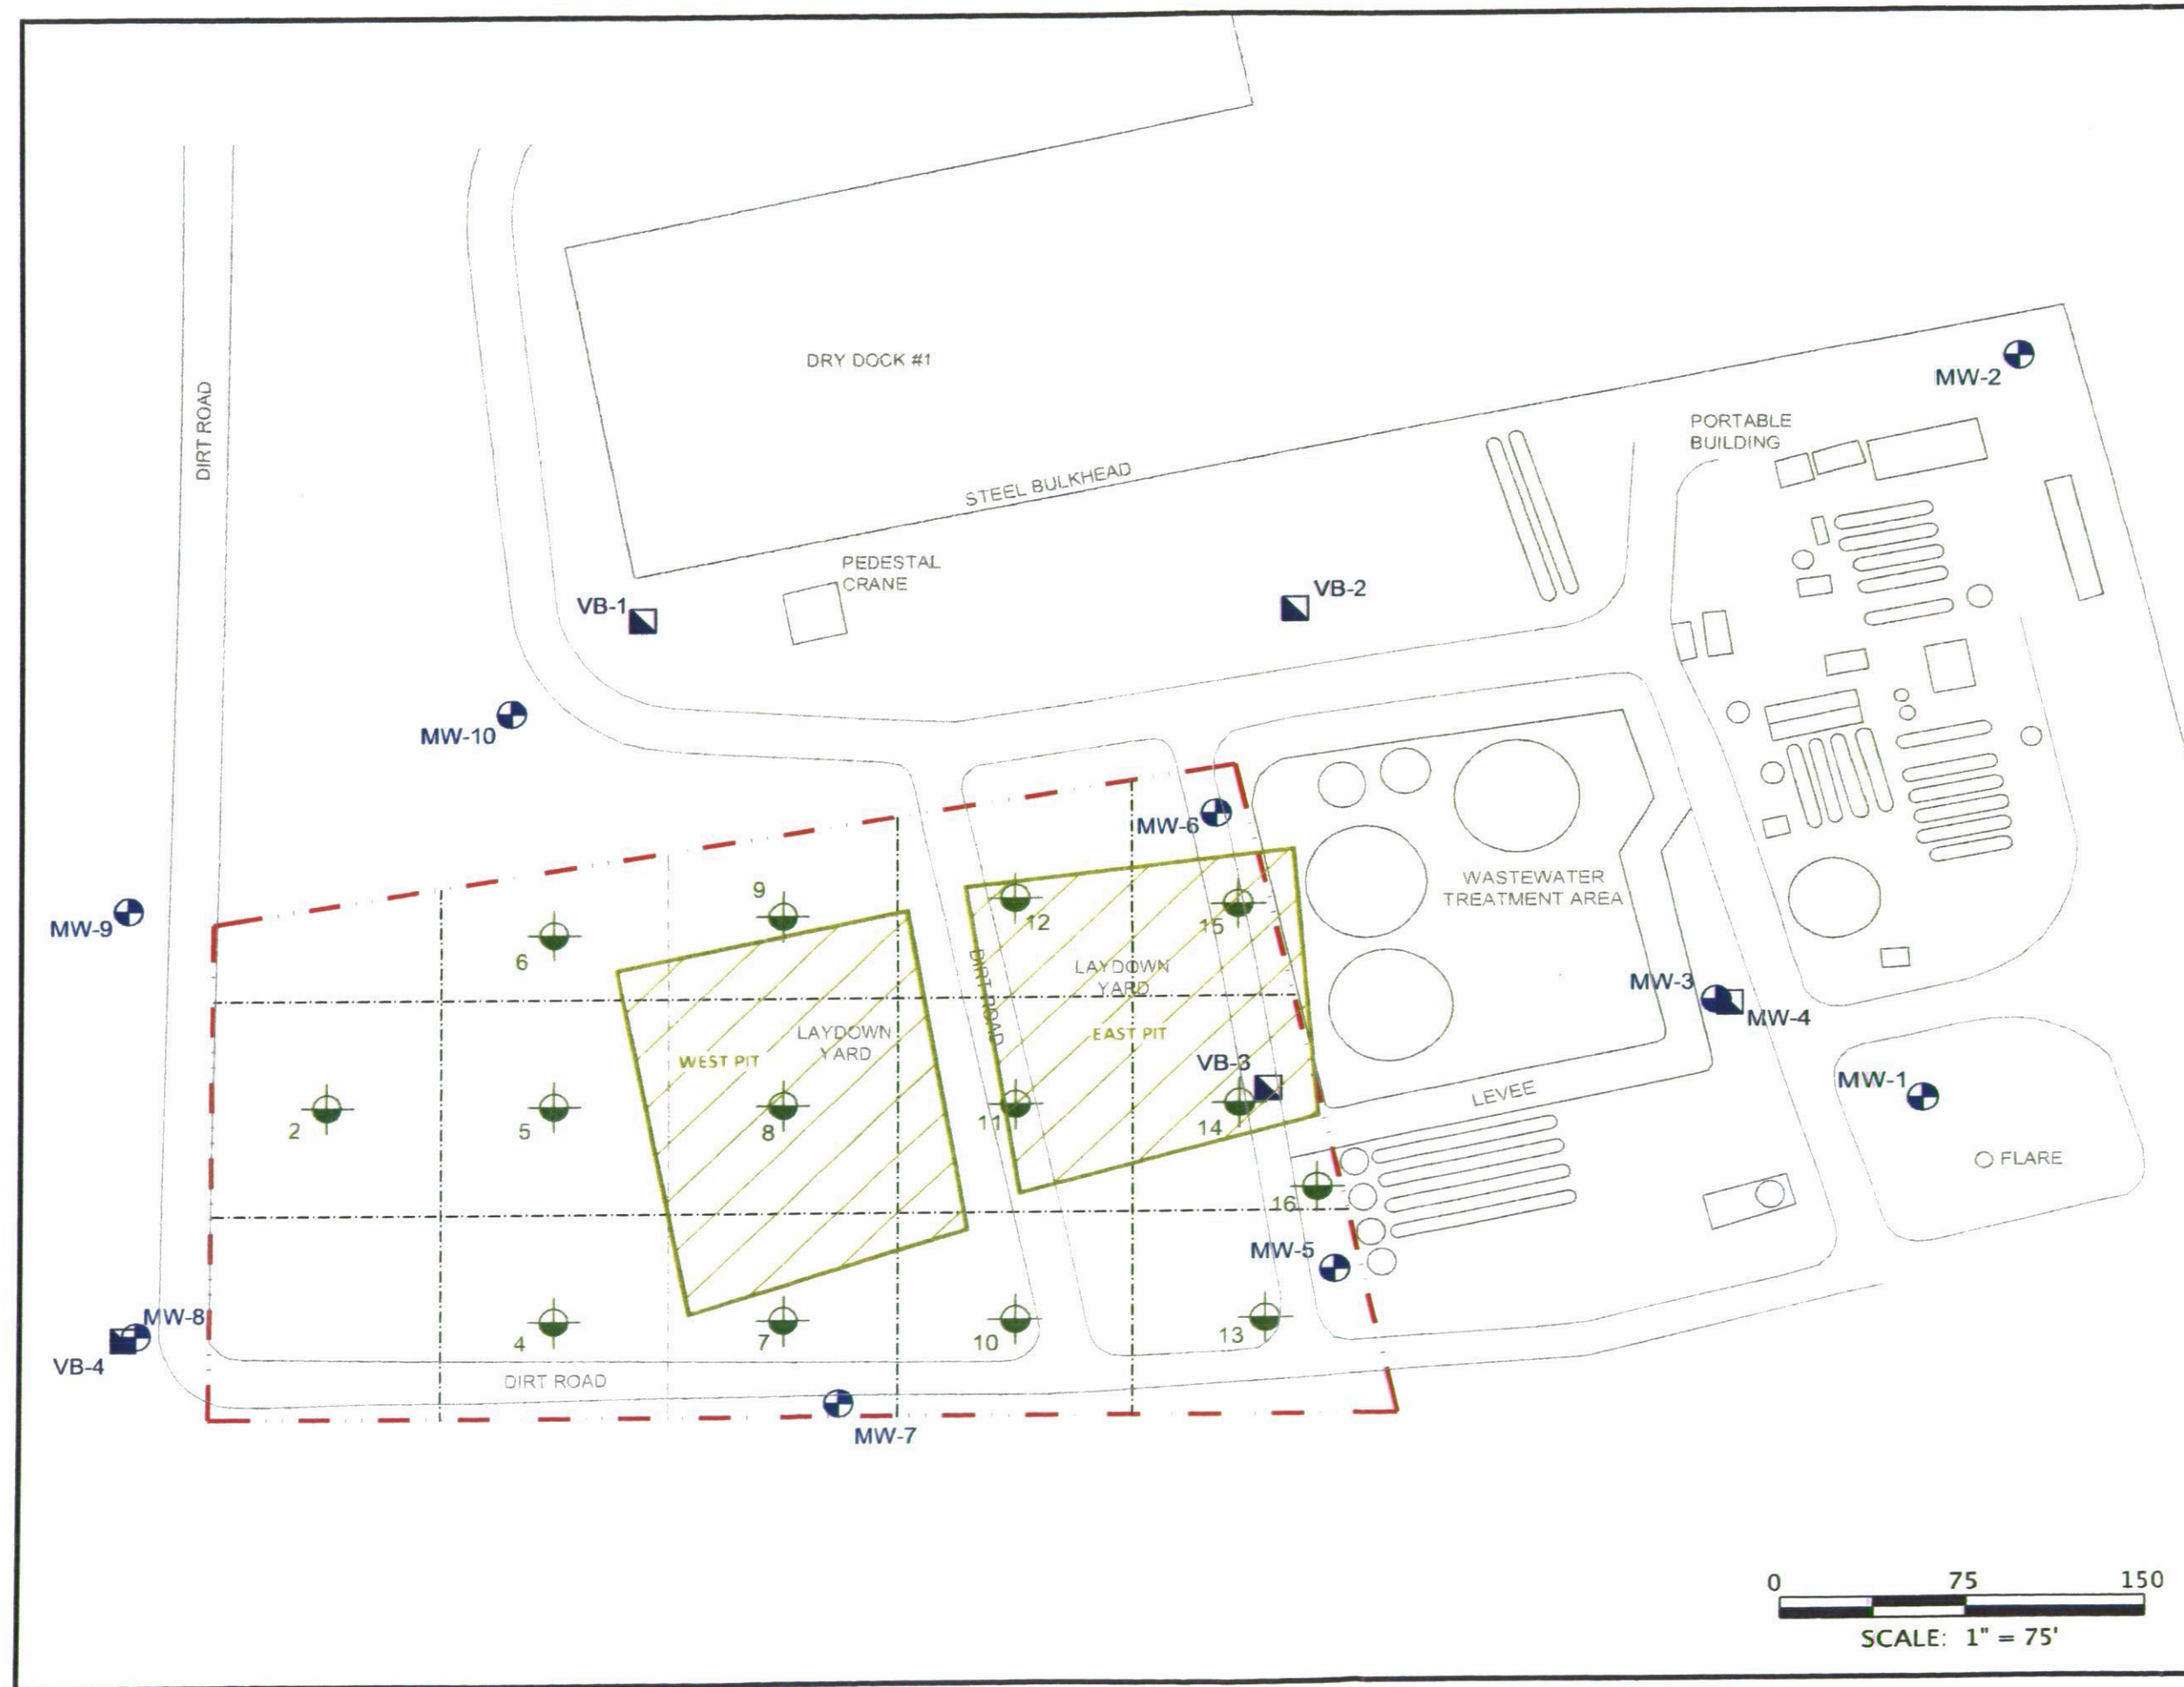 DRY DOCK #1
MW-2
DIRT ROAD
PORTABLE
BUILDING
STEEL BULKHEAD
PEDESTAL
CRANE
VB-1
VB-2
MW-10
MW-6
WASTEWATER
TREATMENT AREA
9
12
15
MW-9
6
DIRT ROAD
LAYDOWN
YARD
MW-3
MW-4
LAYDOWN
YARD
WEST PIT
EAST PIT
VB-3
MW-1
LEVEE
2
5
8
11
14
FLARE
16
MW-5
MW-8
VB-4
4
7
10
13
DIRT ROAD
MW-7
0 75 150
SCALE: 1" = 75'